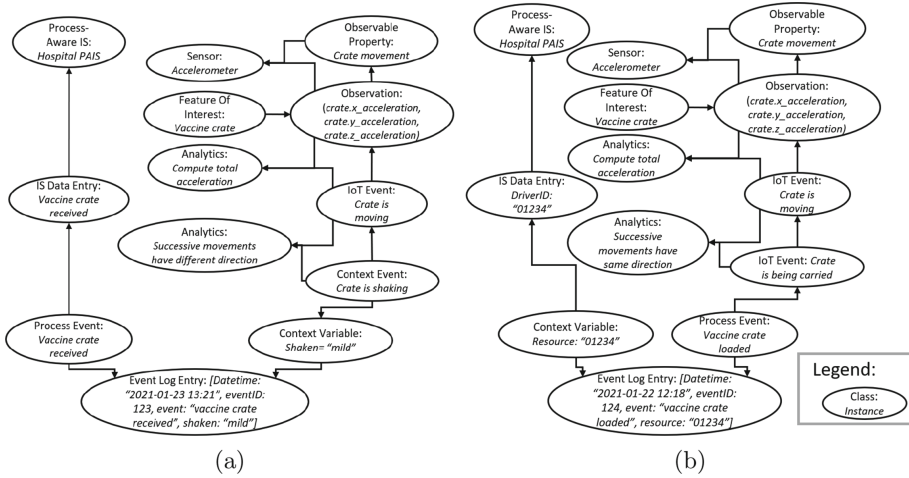 Process-
Aware IS:
Hospital PAIS
Observable
Property:
Crate movement
Sensor:
Accelerometer
Feature Of
Interest:
Vaccine crate
Observation:
(crate.x_acceleration,
crate.y_acceleration,
crate.z_acceleration)
Analytics:
Compute total
acceleration
IS Data Entry:
Vaccine crate
received
IoT Event:
Crate is
moving
Analytics:
Successive movements
have different direction
Context Event:
Crate is shaking
Process Event:
Vaccine crate
received
Context Variable:
Shaken= “mild”
Event Log Entry: [Datetime:
“2021-01-23 13:21”, eventID:
123, event: “vaccine crate
received”, shaken: “mild”]
(a)
Process-
Aware IS:
Hospital PAIS
Observable
Property:
Crate movement
Sensor:
Accelerometer
Feature Of
Interest:
Vaccine crate
Observation:
(crate.x_acceleration,
crate.y_acceleration,
crate.z_acceleration)
Analytics:
Compute total
acceleration
IS Data Entry:
DriverID:
“01234”
IoT Event:
Crate is
moving
Analytics:
Successive
movements have
same direction
IoT Event: Crate
is being carried
Context Variable:
Resource: “01234”
Process Event:
Vaccine crate
loaded
Event Log Entry: [Datetime:
“2021-01-22 12:18”, eventID:
124, event: “vaccine crate
loaded”, resource: “01234”]
(b)
Legend:
Class:
Instance